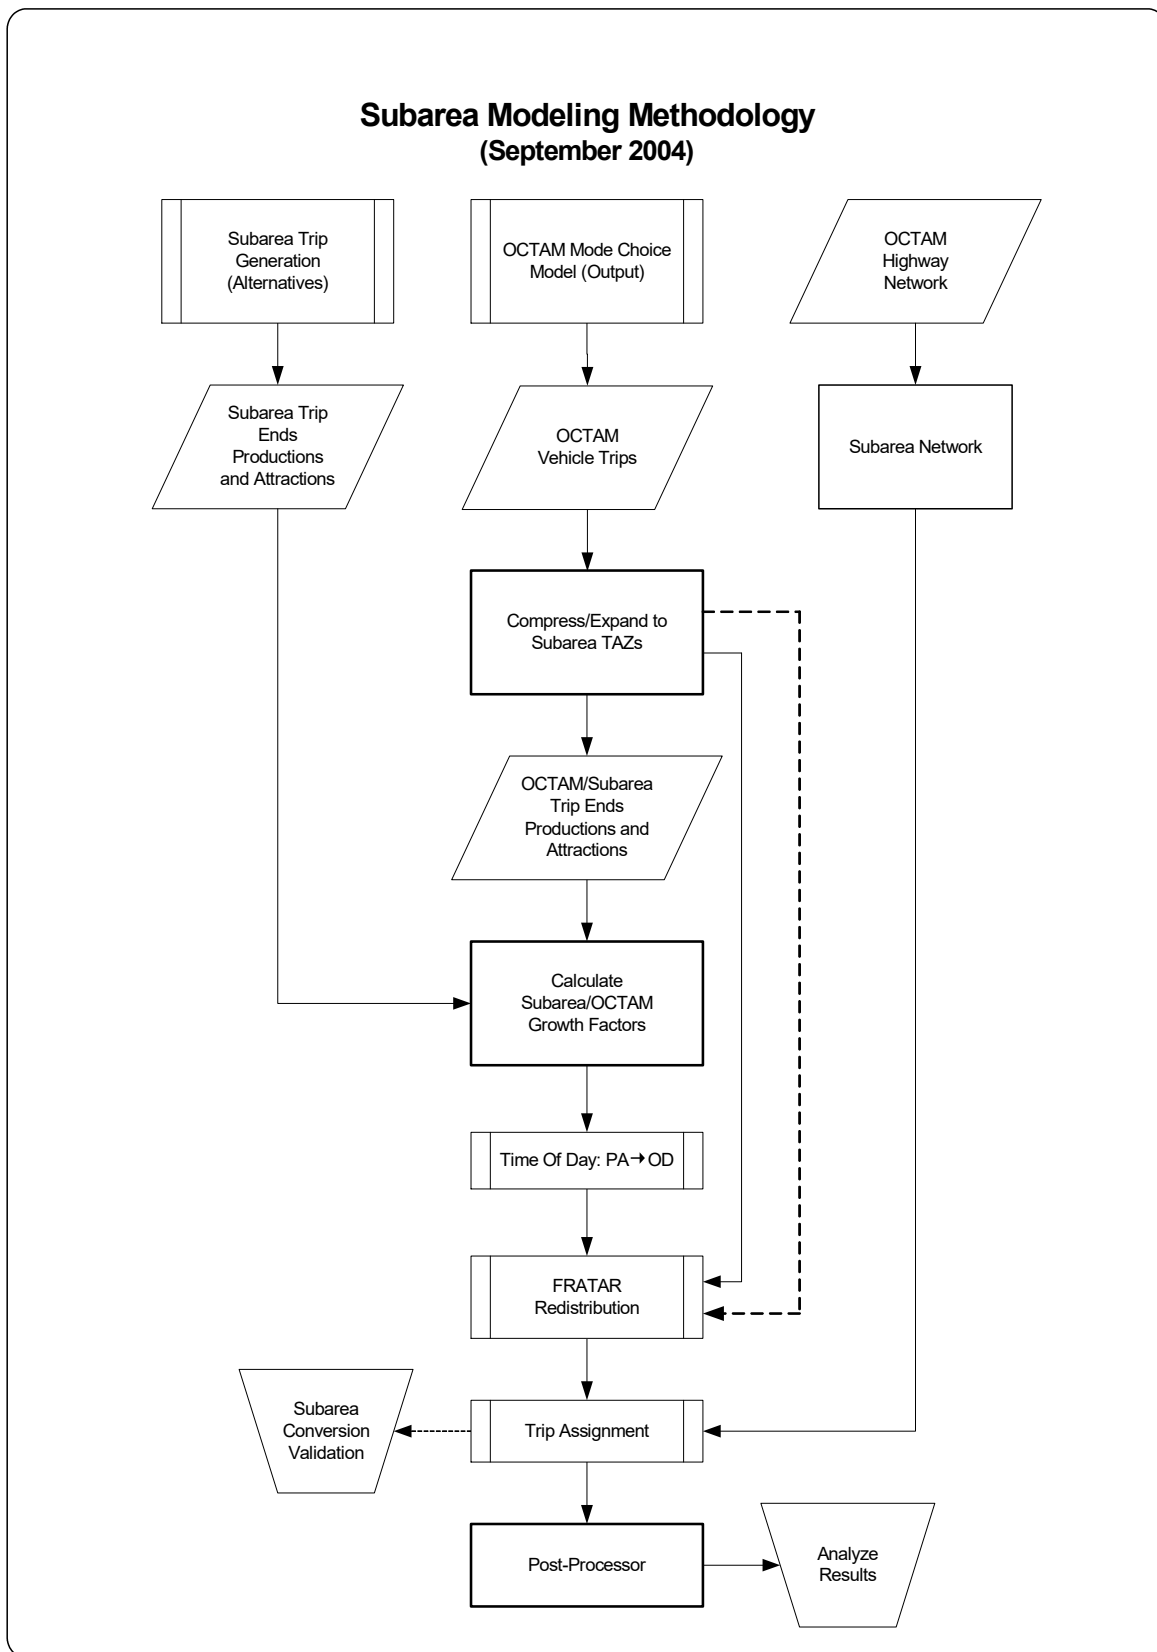 Subarea Modeling Methodology
(September 2004)
Subarea Trip
Generation
(Alternatives)
OCTAM Mode Choice
Model (Output)
OCTAM
Highway
Network
Subarea Trip
Ends
Productions
and Attractions
OCTAM
Vehicle Trips
Subarea Network
Compress/Expand to
Subarea TAZs
OCTAM/Subarea
Trip Ends
Productions and
Attractions
Calculate
Subarea/OCTAM
Growth Factors
Time Of Day: PA→OD
FRATAR
Redistribution
Subarea
Conversion
Validation
Trip Assignment
Post-Processor
Analyze
Results